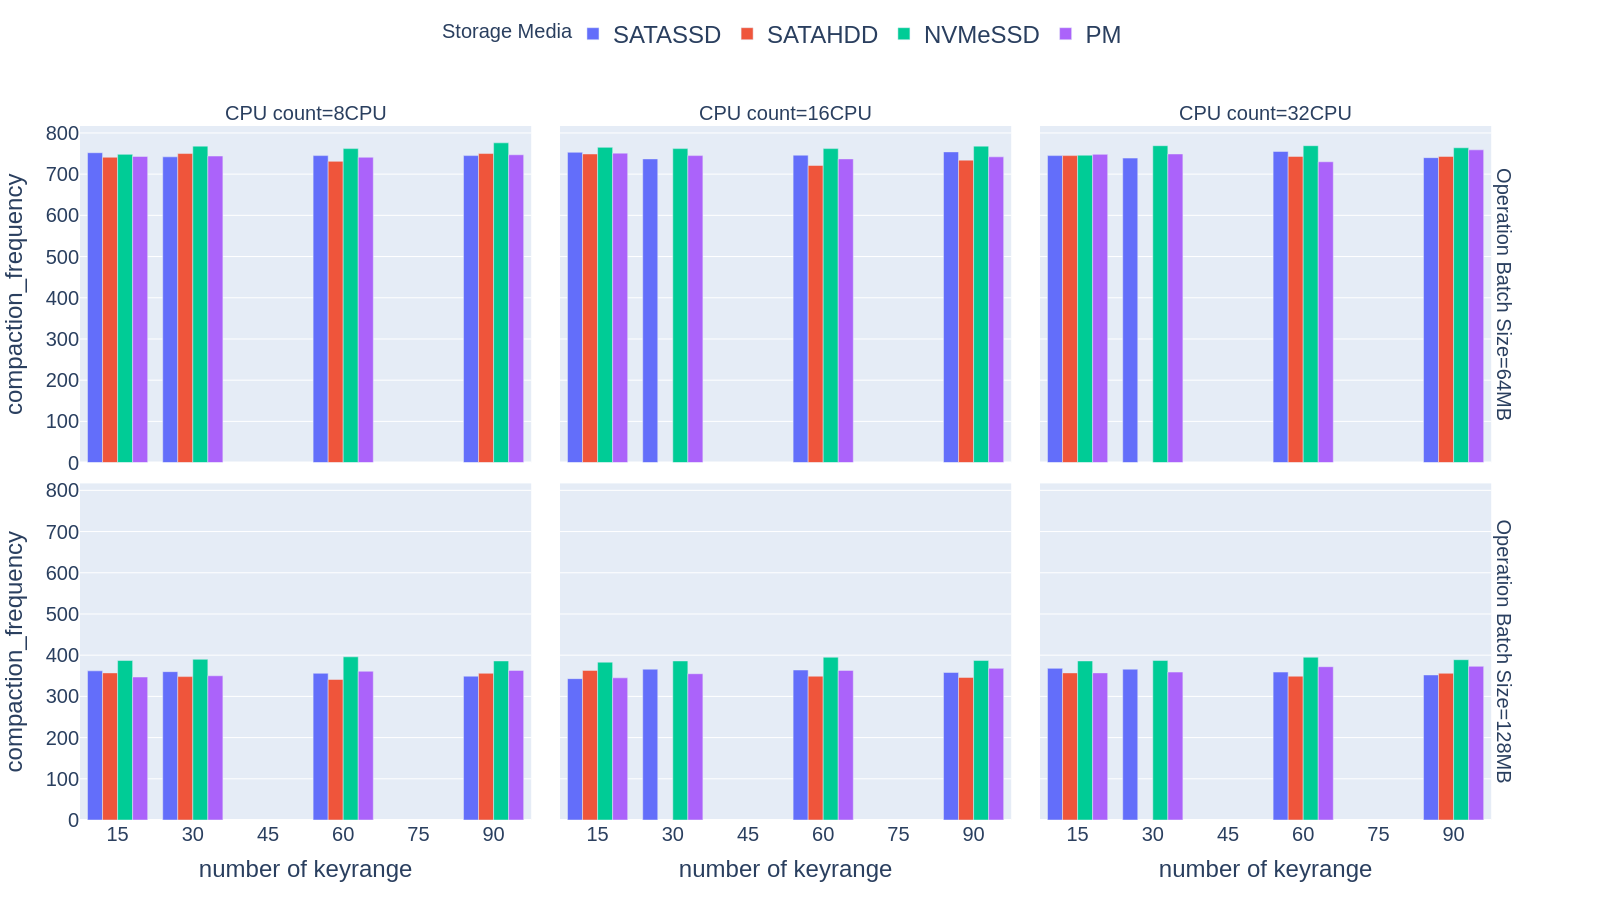 Storage Media SATASSD SATAHDD NVMeSSD PM
CPU count=8CPU CPU count=16CPU CPU count=32CPU
compaction_frequency
800
700
600
500
400
300
200
100
0
Operation Batch Size=64MB
compaction_frequency
800
700
600
500
400
300
200
100
0
Operation Batch Size=128MB
15 30 45 60 75 90 15 30 45 60 75 90 15 30 45 60 75 90
number of keyrange number of keyrange number of keyrange